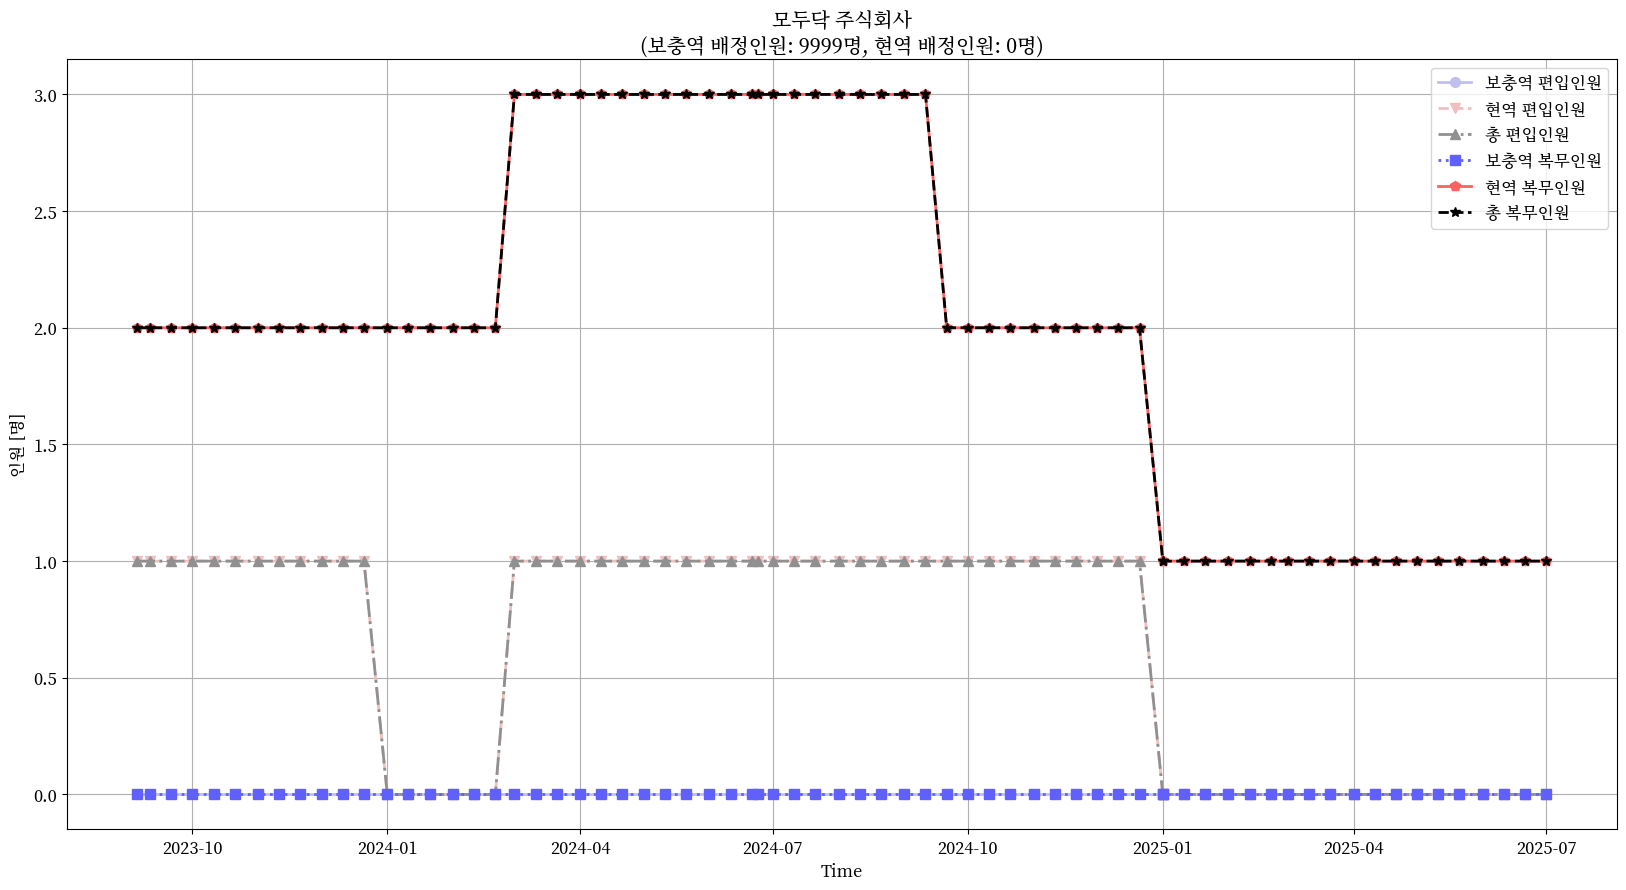 모두닥 주식회사
(보충역 배정인원: 9999명, 현역 배정인원: 0명)
보충역 편입인원
현역 편입인원
총 편입인원
보충역 복무인원
현역 복무인원
총 복무인원
인원 [명]
3.0
2.5
2.0
1.5
1.0
0.5
0.0
2023-10
2024-01
2024-04
2024-07
2024-10
2025-01
2025-04
2025-07
Time